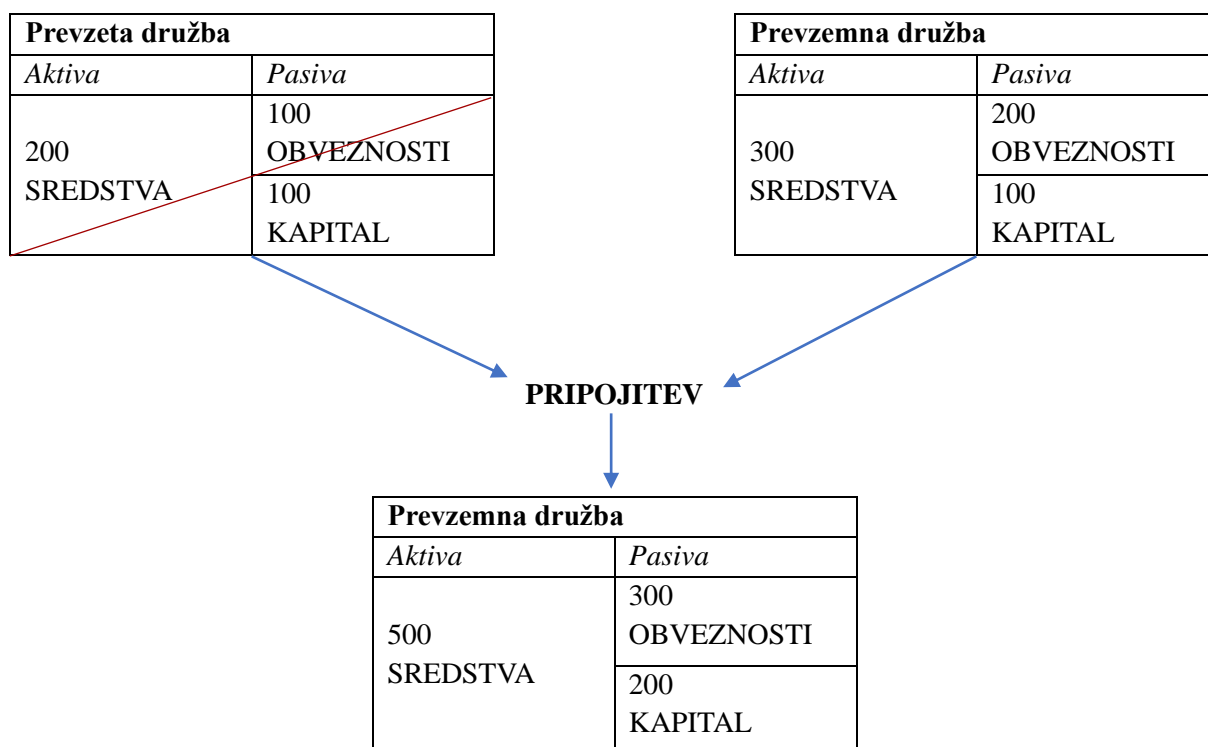 Prevzeta družba
Aktiva
Pasiva
200
SREDSTVA
100
OBVEZNOSTI
100
KAPITAL
Prevzemna družba
Aktiva
Pasiva
300
SREDSTVA
200
OBVEZNOSTI
100
KAPITAL
PRIPOJITEV
Prevzemna družba
Aktiva
Pasiva
500
SREDSTVA
300
OBVEZNOSTI
200
KAPITAL